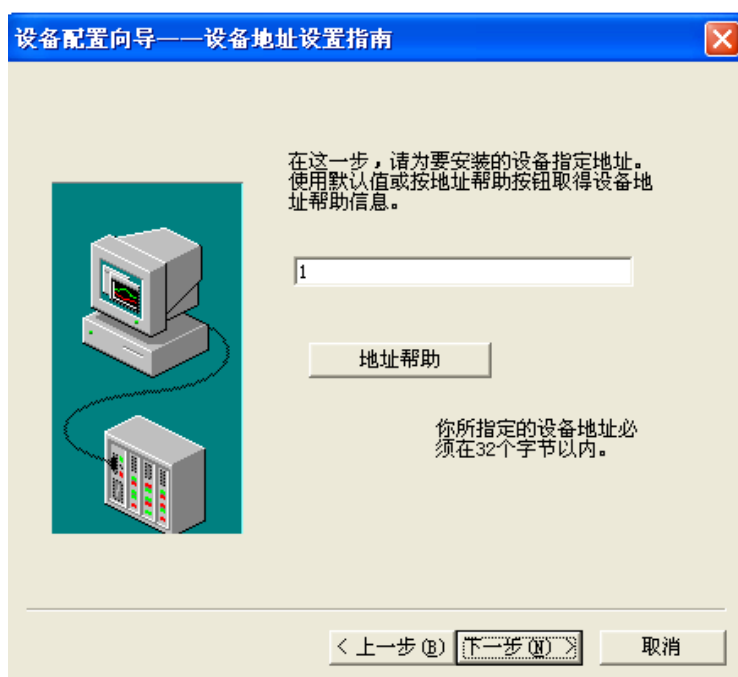 设备配置向导——设备地址设置指南
在这一步，请为要安装的设备指定地址。
使用默认值或按地址帮助按钮取得设备地
址帮助信息。
1
地址帮助
你所指定的设备地址必
须在32个字节以内。
< 上一步(B)
下一步(N) >
取消